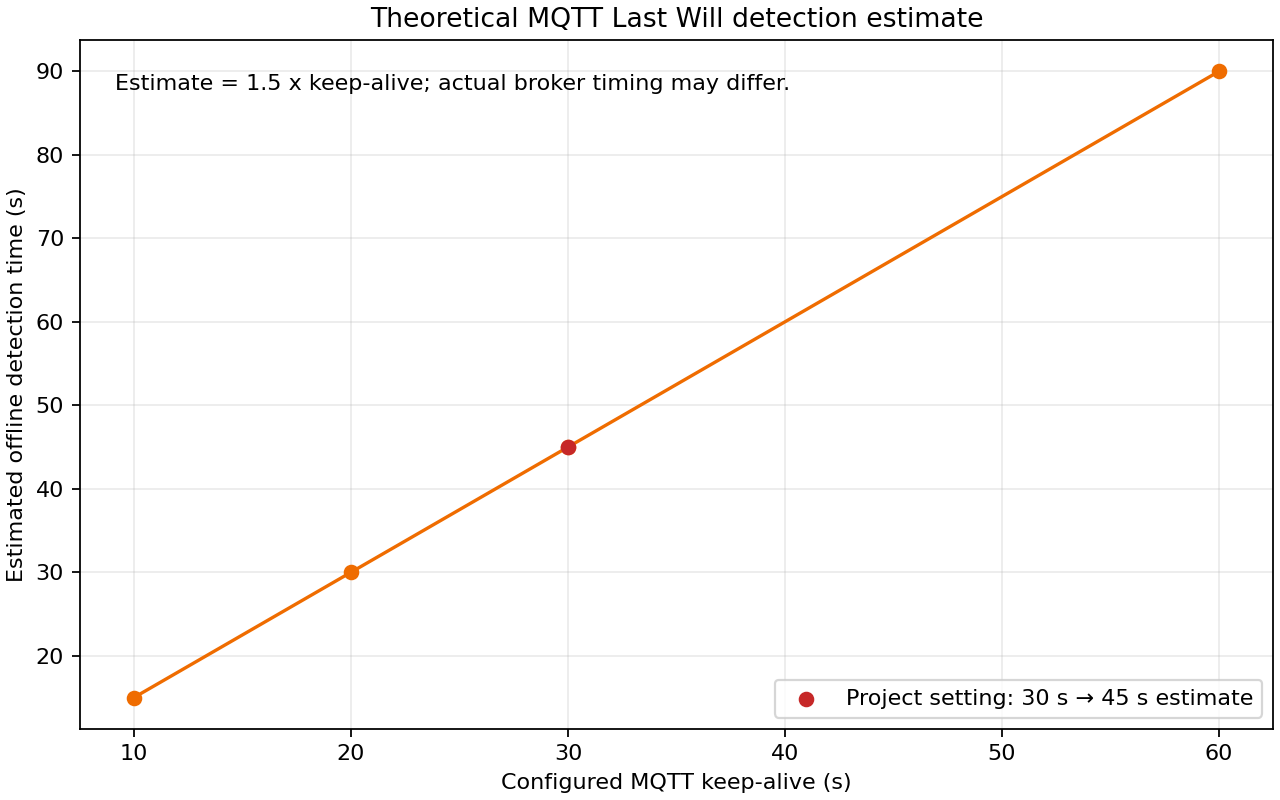 Theoretical MQTT Last Will detection estimate
Estimate = 1.5 x keep-alive; actual broker timing may differ.
Estimated offline detection time (s)
90
80
70
60
50
40
30
20
Project setting: 30 s → 45 s estimate
10 20 30 40 50 60
Configured MQTT keep-alive (s)